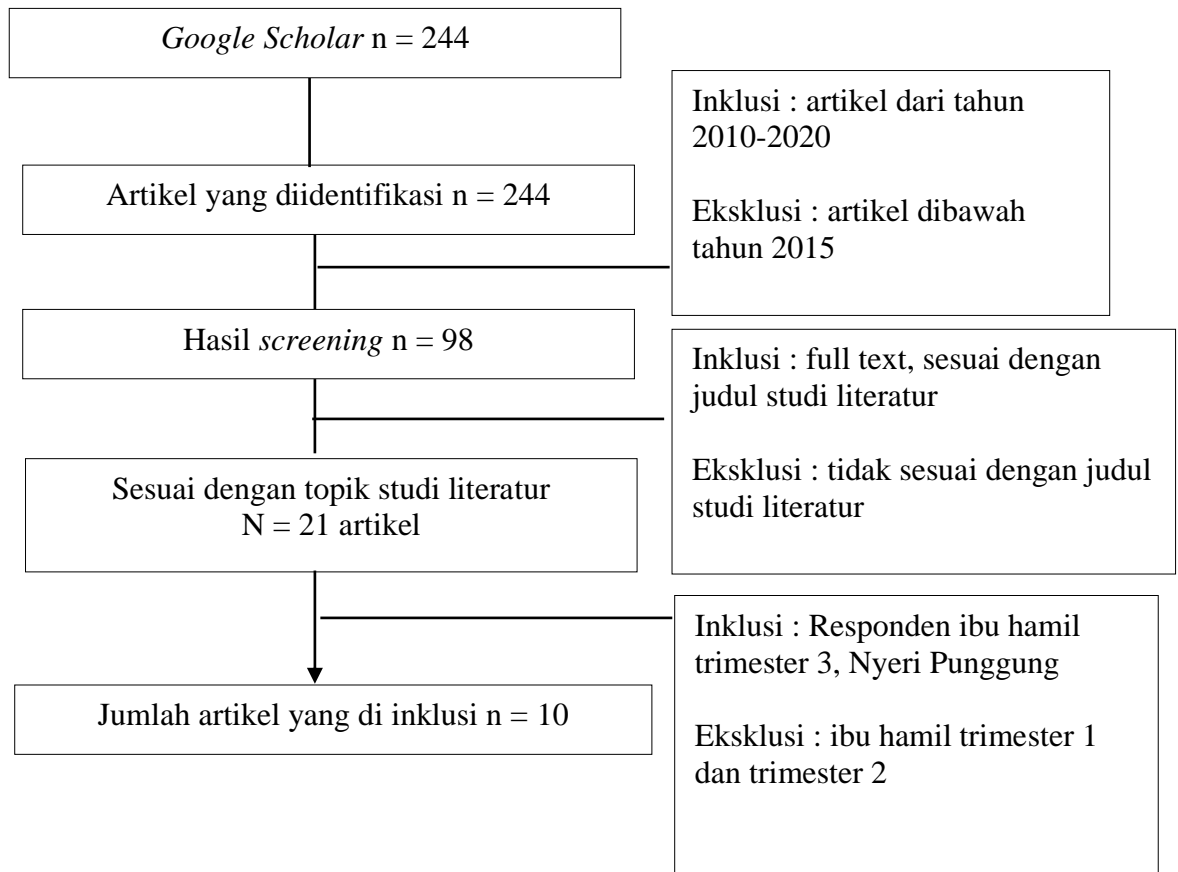 Google Scholar n = 244
Inklusi : artikel dari tahun
2010-2020
Eksklusi : artikel dibawah
tahun 2015
Artikel yang diidentifikasi n = 244
Hasil screening n = 98
Inklusi : full text, sesuai dengan
judul studi literatur
Eksklusi : tidak sesuai dengan judul
studi literatur
Sesuai dengan topik studi literatur
N = 21 artikel
Inklusi : Responden ibu hamil
trimester 3, Nyeri Punggung
Eksklusi : ibu hamil trimester 1
dan trimester 2
Jumlah artikel yang di inklusi n = 10